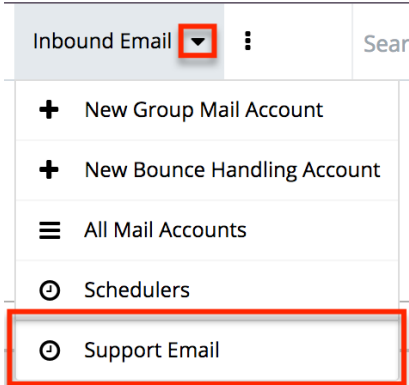 Inbound Email
Sear
New Group Mail Account
New Bounce Handling Account
All Mail Accounts
Schedulers
Support Email